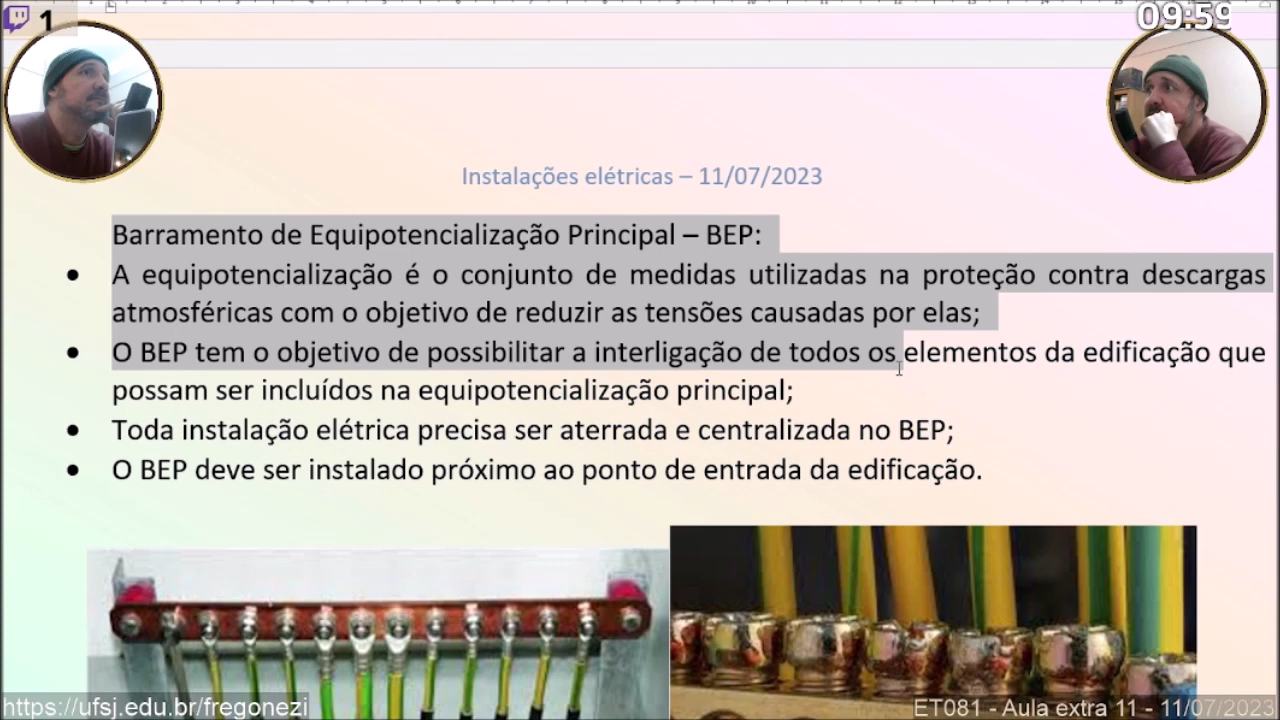 1
09:59
Instalações elétricas – 11/07/2023
Barramento de Equipotencialização Principal – BEP:
• A equipotencialização é o conjunto de medidas utilizadas na proteção contra descargas
atmosféricas com o objetivo de reduzir as tensões causadas por elas;
• O BEP tem o objetivo de possibilitar a interligação de todos os elementos da edificação que
possam ser incluídos na equipotencialização principal;
• Toda instalação elétrica precisa ser aterrada e centralizada no BEP;
• O BEP deve ser instalado próximo ao ponto de entrada da edificação.
https://ufsj.edu.br/fregonezi
ET081 - Aula extra 11 - 11/07/2023